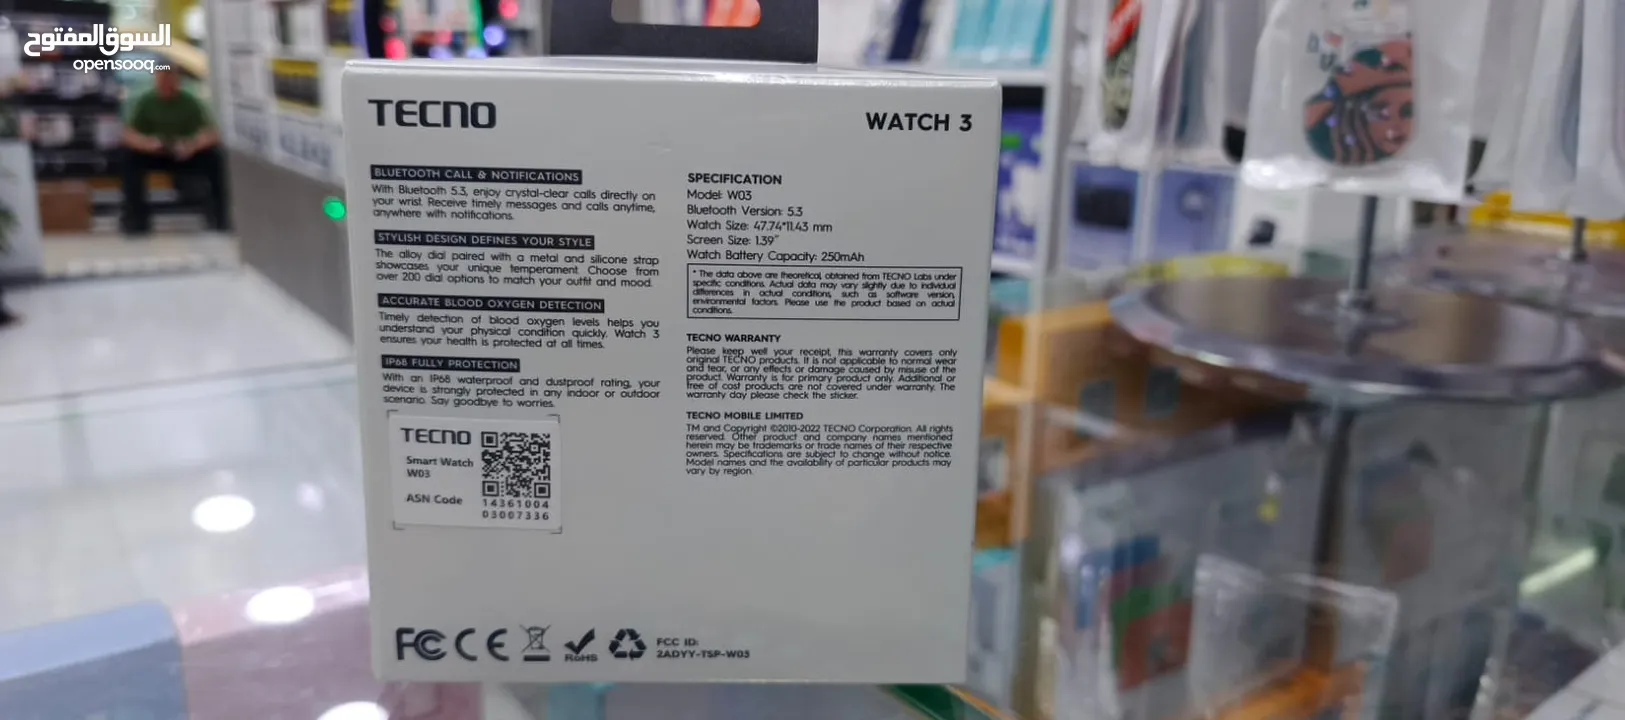 السوق المفتوح
opensooq.com
TECNO
WATCH 3
BLUETOOTH CALL & NOTIFICATIONS
With Bluetooth 5.3, enjoy crystal-clear calls directly on
your wrist. Receive timely messages and calls anytime,
anywhere with notifications.
STYLISH DESIGN DEFINES YOUR STYLE
The alloy dial paired with a metal and silicone strap
showcases your unique temperament. Choose from
over 200 dial options to match your outfit and mood.
ACCURATE BLOOD OXYGEN DETECTION
Timely detection of blood oxygen levels helps you
understand your physical condition quickly. Watch 3
ensures your health is protected at all times.
IP68 FULLY PROTECTION
With an IP68 waterproof and dustproof rating, your
device is strongly protected in any indoor or outdoor
scenario. Say goodbye to worries.
TECNO
Smart Watch
W03
ASN Code
14361004
03007336
SPECIFICATION
Model: W03
Bluetooth Version: 5.3
Watch Size: 47.74*11.43 mm
Screen Size: 1.39"
Watch Battery Capacity: 250mAh
* The data above are theoretical, obtained from TECNO Labs under
specific conditions. Actual data may vary slightly due to individual
differences in actual conditions, such as software version,
environmental factors. Please use the product based on actual
conditions.
TECNO WARRANTY
Please keep well your receipt, this warranty covers only
original TECNO products. It is not applicable to normal wear
and tear, or any effects or damage caused by misuse of the
product. Warranty is for primary product only. Additional or
free of cost products are not covered under warranty. The
warranty day please check the sticker.
TECNO MOBILE LIMITED
TM and Copyright ©2010-2022 TECNO Corporation. All rights
reserved. Other product and company names mentioned
herein may be trademarks or trade names of their respective
owners. Specifications are subject to change without notice.
Model names and the availability of particular products may
vary by region.
FC CE
RoHS
FCC ID:
2ADYY-TSP-W03